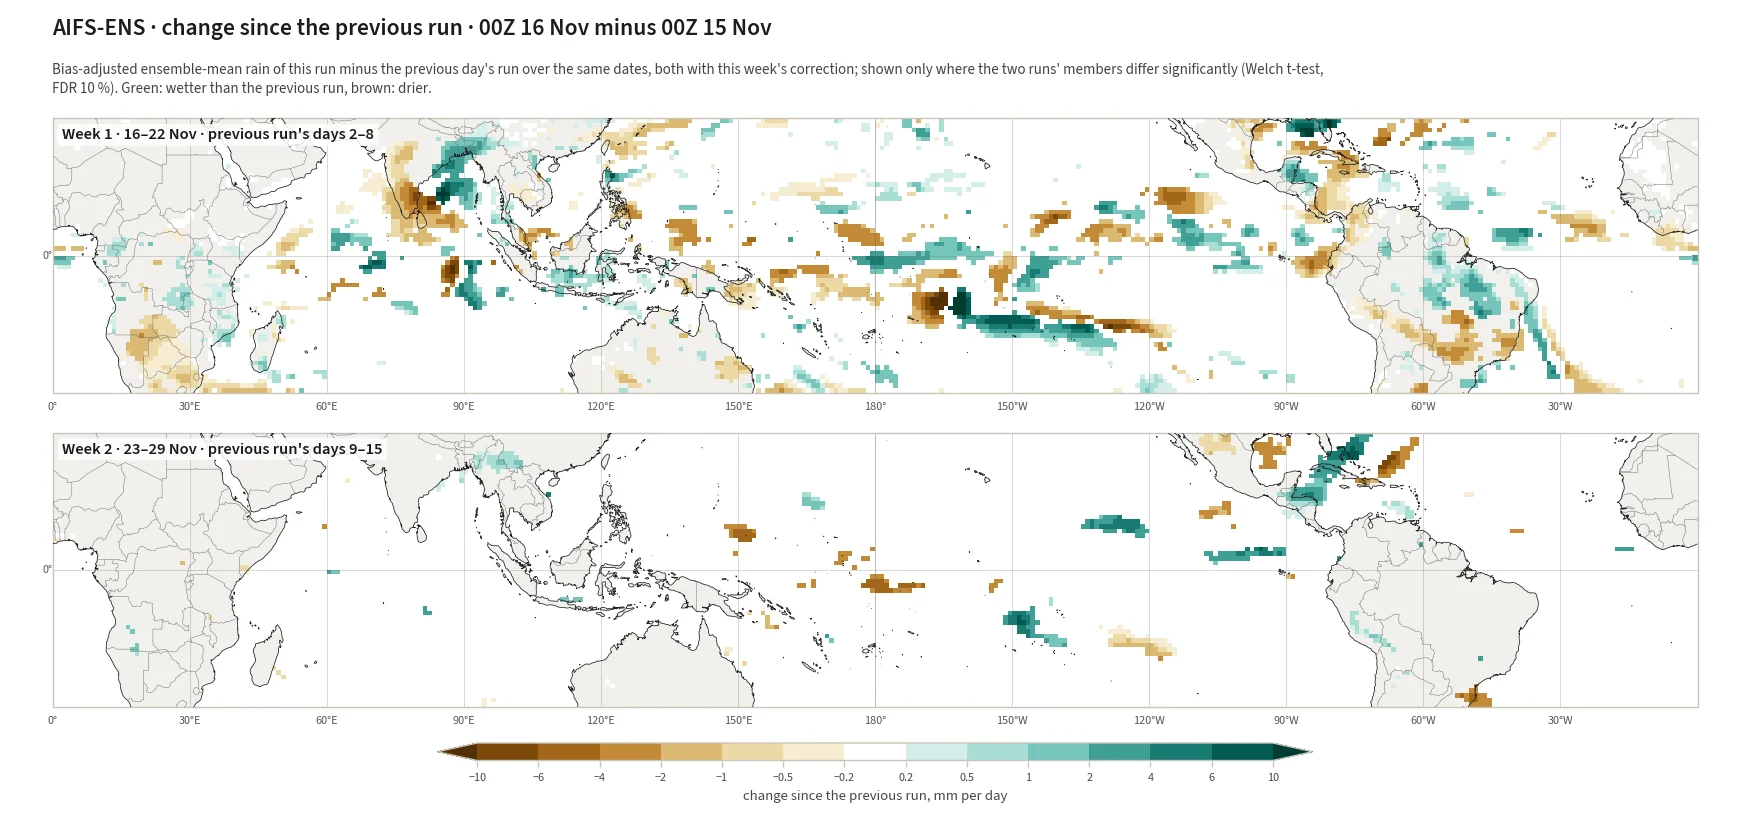 AIFS-ENS · change since the previous run · 00Z 16 Nov minus 00Z 15 Nov
Bias-adjusted ensemble-mean rain of this run minus the previous day's run over the same dates, both with this week's correction; shown only where the two runs' members differ significantly (Welch t-test,
FDR 10 %). Green: wetter than the previous run, brown: drier.
Week 1 · 16–22 Nov · previous run's days 2–8
0°
0° 30°E 60°E 90°E 120°E 150°E 180° 150°W 120°W 90°W 60°W 30°W
Week 2 · 23–29 Nov · previous run's days 9–15
0°
0° 30°E 60°E 90°E 120°E 150°E 180° 150°W 120°W 90°W 60°W 30°W
−10 −6 −4 −2 −1 −0.5 −0.2 0.2 0.5 1 2 4 6 10
change since the previous run, mm per day